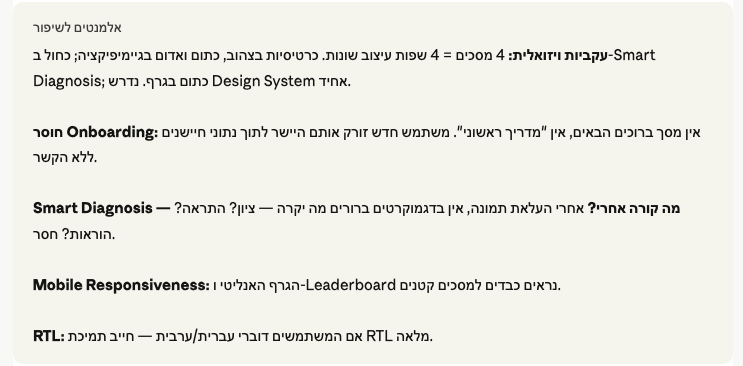 אלמנטים לשיפור
עקביות ויזואלית: 4 מסכים = 4 שפות עיצוב שונות. כרטיסיות בצהוב, כתום ואדום בגיימיפיקציה; כחול ב-Smart
Diagnosis; כתום בגרף. נדרש Design System אחיד.
חוסר Onboarding: אין מסך ברוכים הבאים, אין "מדריך ראשוני". משתמש חדש זורק אותם היישר לתוך נתוני חיישנים
ללא הקשר.
Smart Diagnosis — מה קורה אחרי? אחרי העלאת תמונה, אין בדגמוקרטים ברורים מה יקרה — ציון? התראה?
הוראות? חסר.
Mobile Responsiveness: הגרף האנליטי ו-Leaderboard נראים כבדים למסכים קטנים.
RTL: אם המשתמשים דוברי עברית/ערבית — חייב תמיכת RTL מלאה.